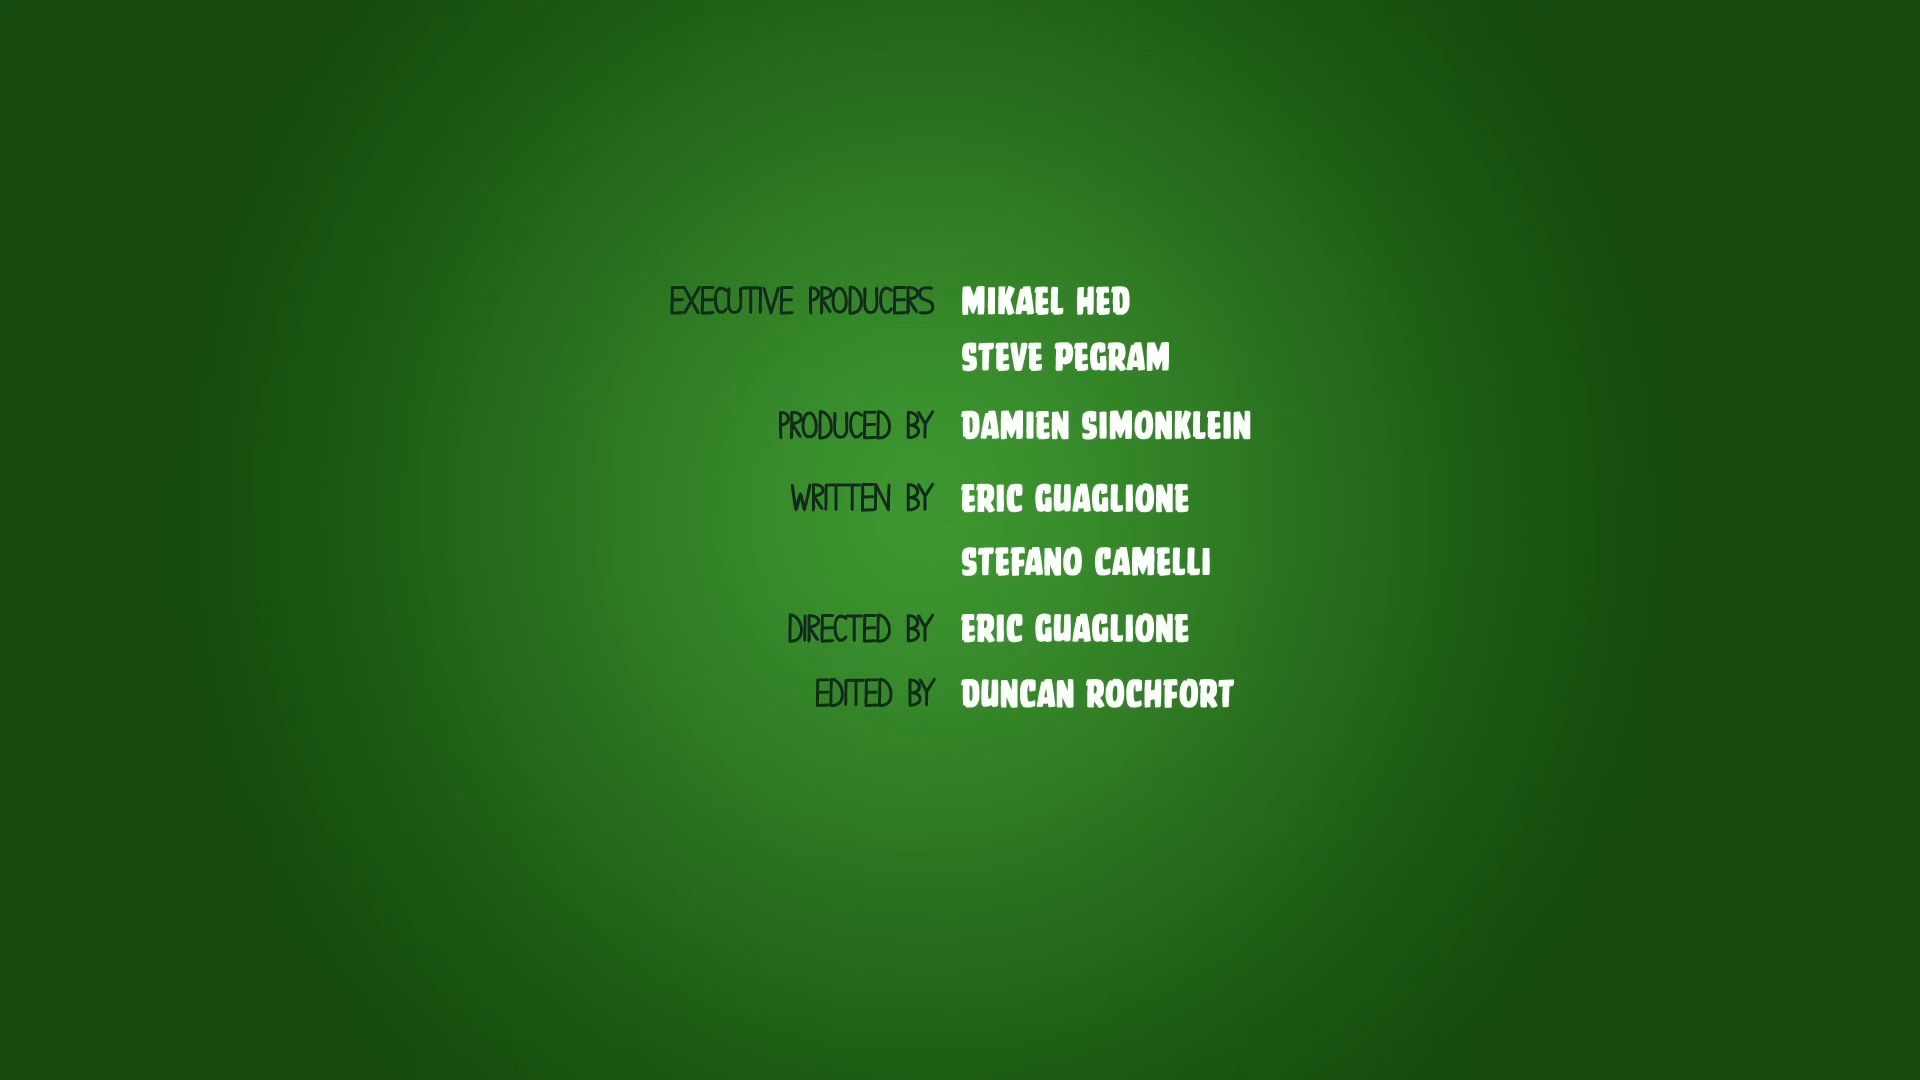 EXECUTIVE PRODUCERS MIKAEL HED
STEVE PEGRAM
PRODUCED BY DAMIEN SIMONKLEIN
WRITTEN BY ERIC GUAGLIONE
STEFANO CAMELLI
DIRECTED BY ERIC GUAGLIONE
EDITED BY DUNCAN ROCHFORT